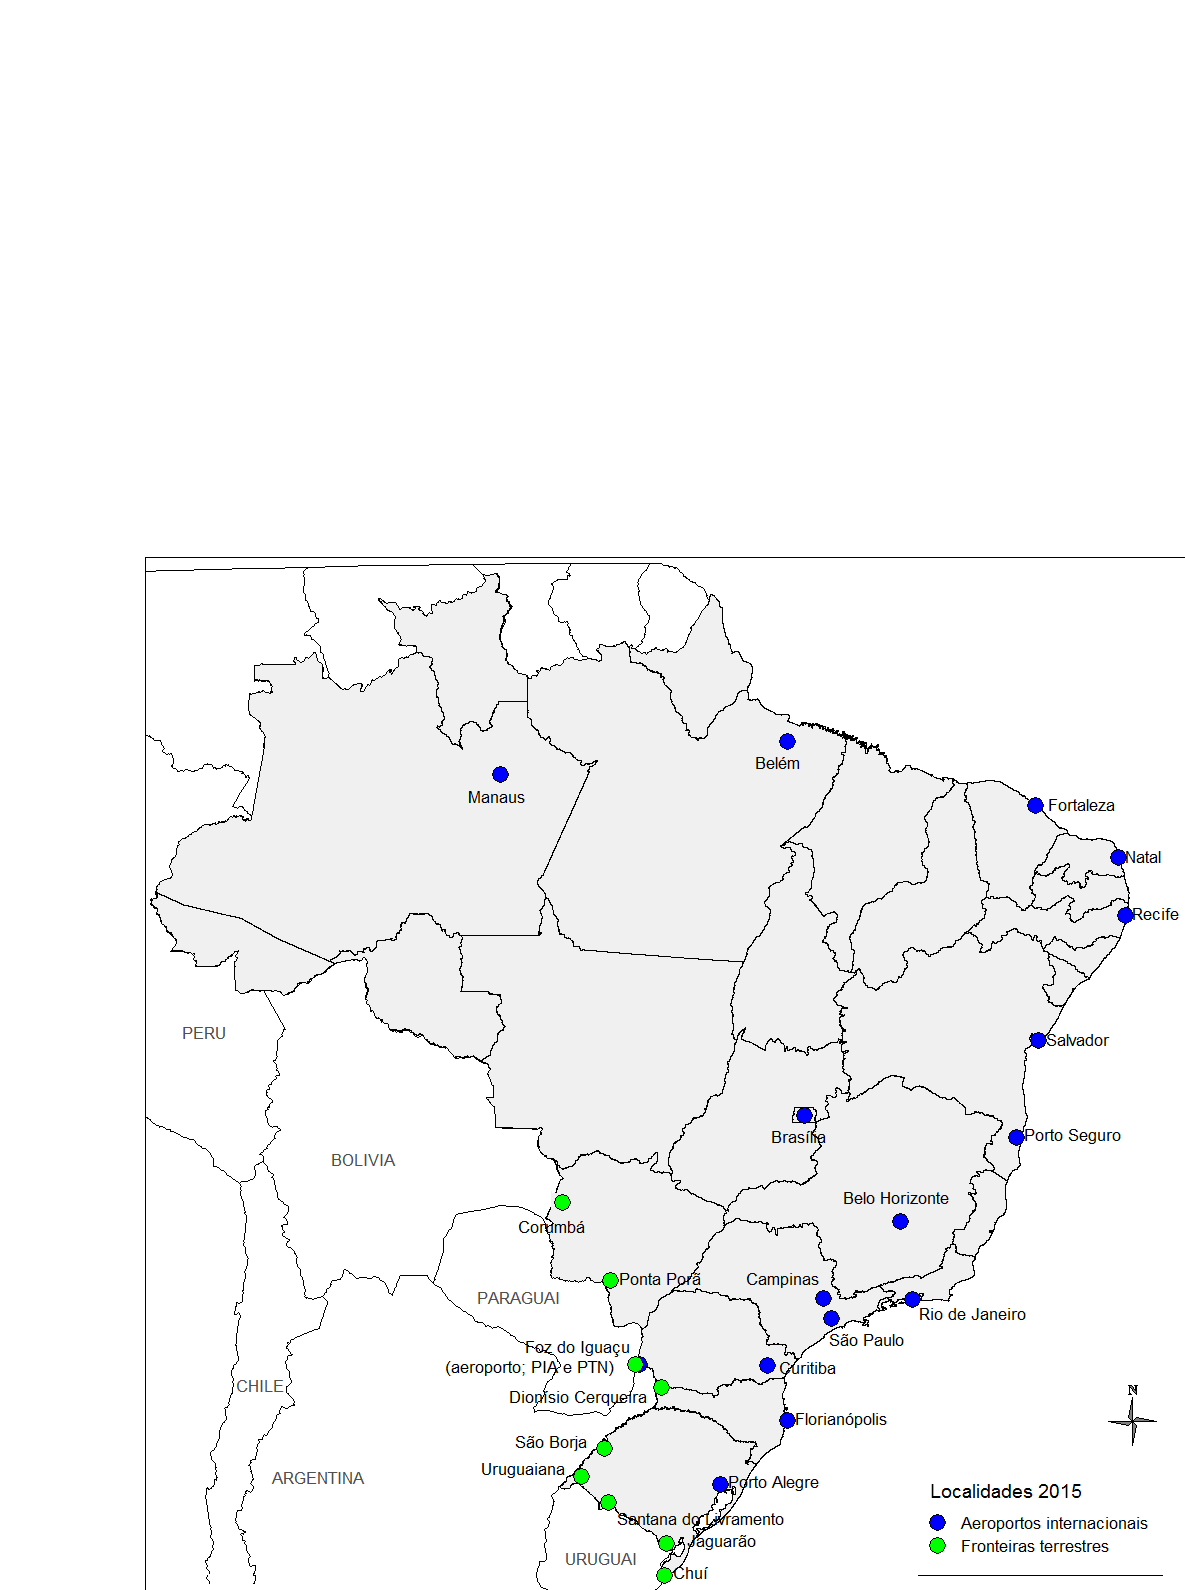 Belém
Manaus
Fortaleza
Natal
Recife
PERU
Salvador
Brasília
Porto Seguro
BOLIVIA
Belo Horizonte
Corumbá
Ponta Porã
Campinas
PARAGUAI
Rio de Janeiro
São Paulo
Foz do Iguaçu
(aeroporto; PIA e PTN)
Curitiba
CHILE
Dionísio Cerqueira
N
Florianópolis
São Borja
Uruguaiana
ARGENTINA
Porto Alegre
Localidades 2015
Santana do Livramento
Aeroportos internacionais
Jaguarão
Fronteiras terrestres
URUGUAI
Chuí